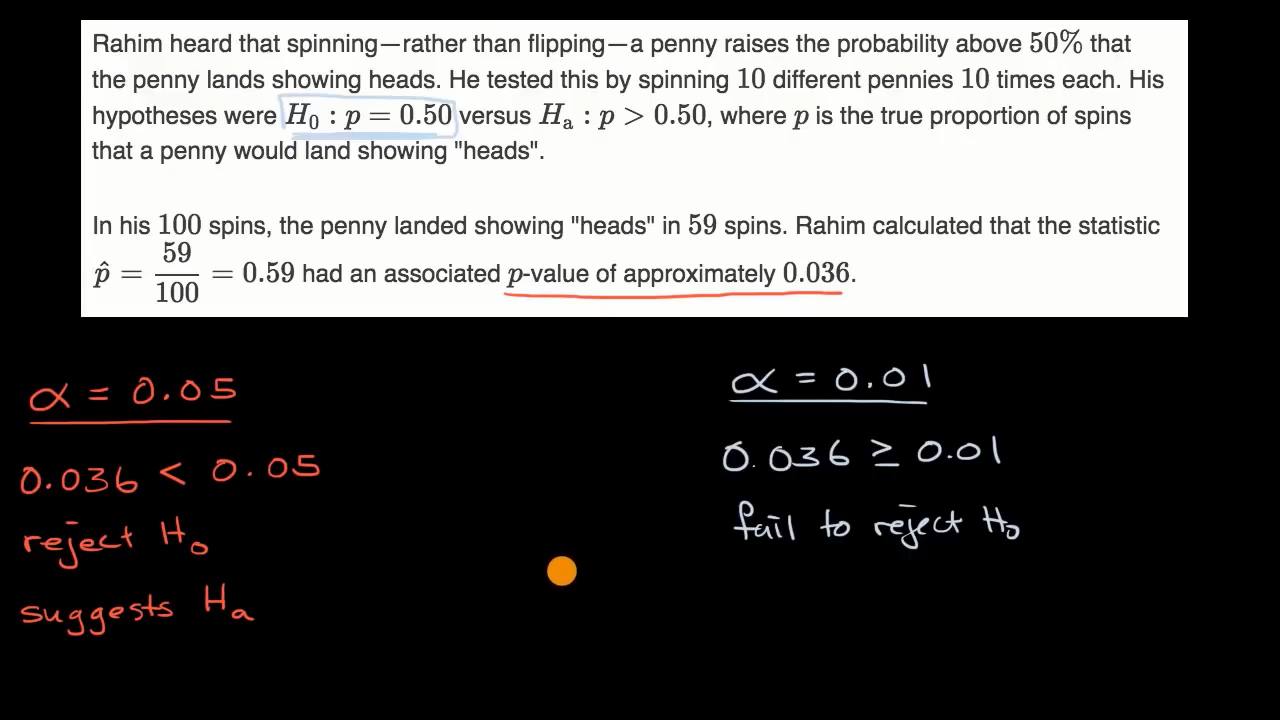 Rahim heard that spinning—rather than flipping—a penny raises the probability above 50% that
the penny lands showing heads. He tested this by spinning 10 different pennies 10 times each. His
hypotheses were H₀ : p = 0.50 versus Hₐ : p > 0.50, where p is the true proportion of spins
that a penny would land showing "heads".
In his 100 spins, the penny landed showing "heads" in 59 spins. Rahim calculated that the statistic
p̂ = 59/100 = 0.59 had an associated p-value of approximately 0.036.
α = 0.05
0.036 < 0.05
reject H₀
suggests Hₐ
α = 0.01
0.036 ≥ 0.01
fail to reject H₀